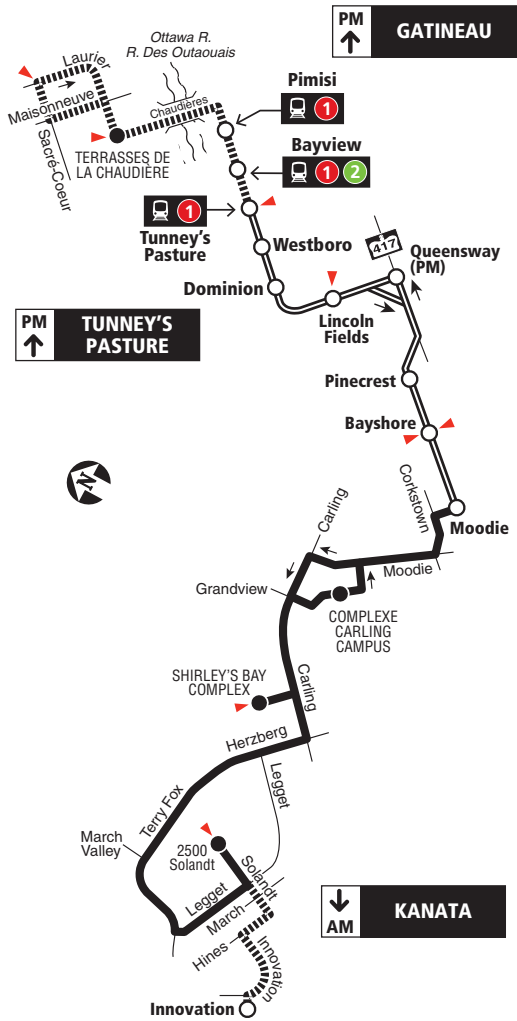 PM
GATINEAU
Ottawa R.
R. Des Outaouais
Laurier
Maisonneuve
Sacré-Coeur
Chaudières
TERRASSES DE
LA CHAUDIÈRE
Pimisi
1
Bayview
1 2
1
Tunney's
Pasture
Westboro
Dominion
417
Queensway
(PM)
Lincoln
Fields
PM
TUNNEY'S
PASTURE
Pinecrest
Bayshore
N
Corkstown
Moodie
Carling
Moodie
Grandview
COMPLEXE
CARLING
CAMPUS
SHIRLEY'S BAY
COMPLEX
Carling
Herzberg
Legget
Terry Fox
March
Valley
2500
Solandt
Solandt
Legget
March
Hines
Innovation
Innovation
AM
KANATA